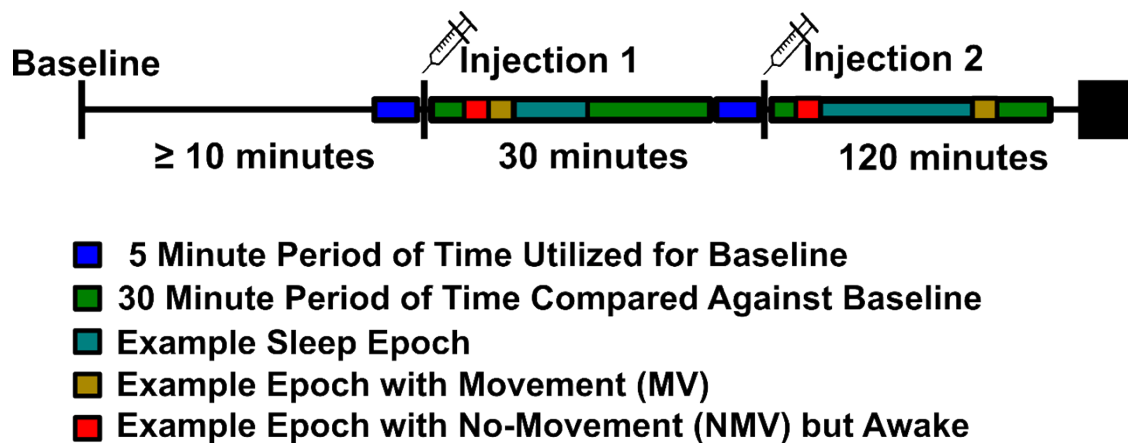 Baseline
Injection 1
Injection 2
≥ 10 minutes
30 minutes
120 minutes
5 Minute Period of Time Utilized for Baseline
30 Minute Period of Time Compared Against Baseline
Example Sleep Epoch
Example Epoch with Movement (MV)
Example Epoch with No-Movement (NMV) but Awake